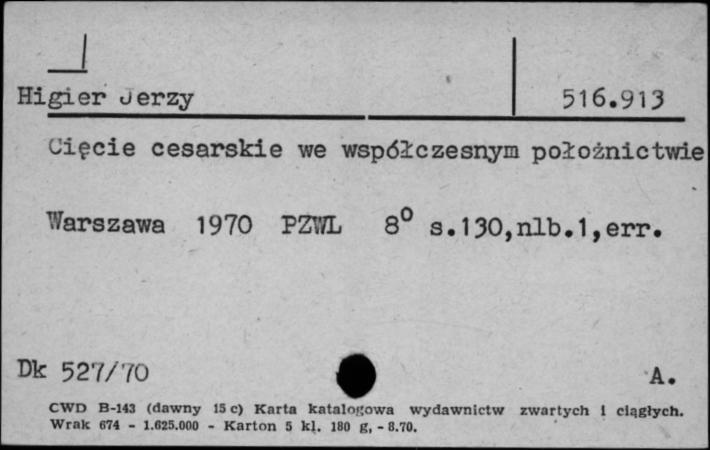 Higier Jerzy 516.913
Cięcie cesarskie we współczesnym położnictwie
Warszawa 1970 PZWL 8° s.130,nlb.1,err.
Dk 527/70 A.
CWD B-143 (dawny 15 c) Karta katalogowa wydawnictw zwartych i ciągłych.
Wrak 674 - 1.625.000 - Karton 5 kl. 180 g, - 8.70.